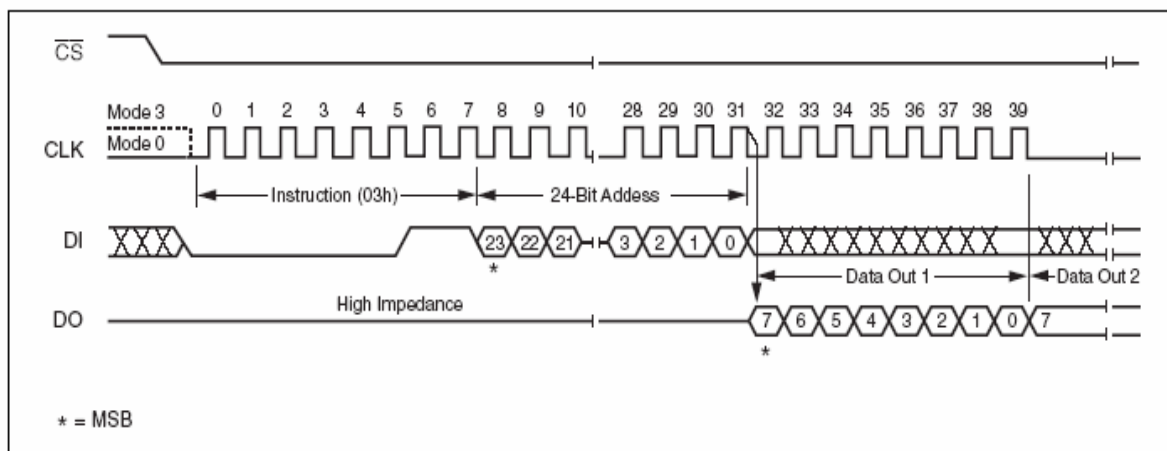 CS
Mode 3 0 1 2 3 4 5 6 7 8 9 10 28 29 30 31 32 33 34 35 36 37 38 39
Mode 0
CLK
Instruction (03h) 24-Bit Addess
DI 23 22 21 3 2 1 0
* Data Out 1 Data Out 2
High Impedance
DO 7 6 5 4 3 2 1 0 7
*
* = MSB